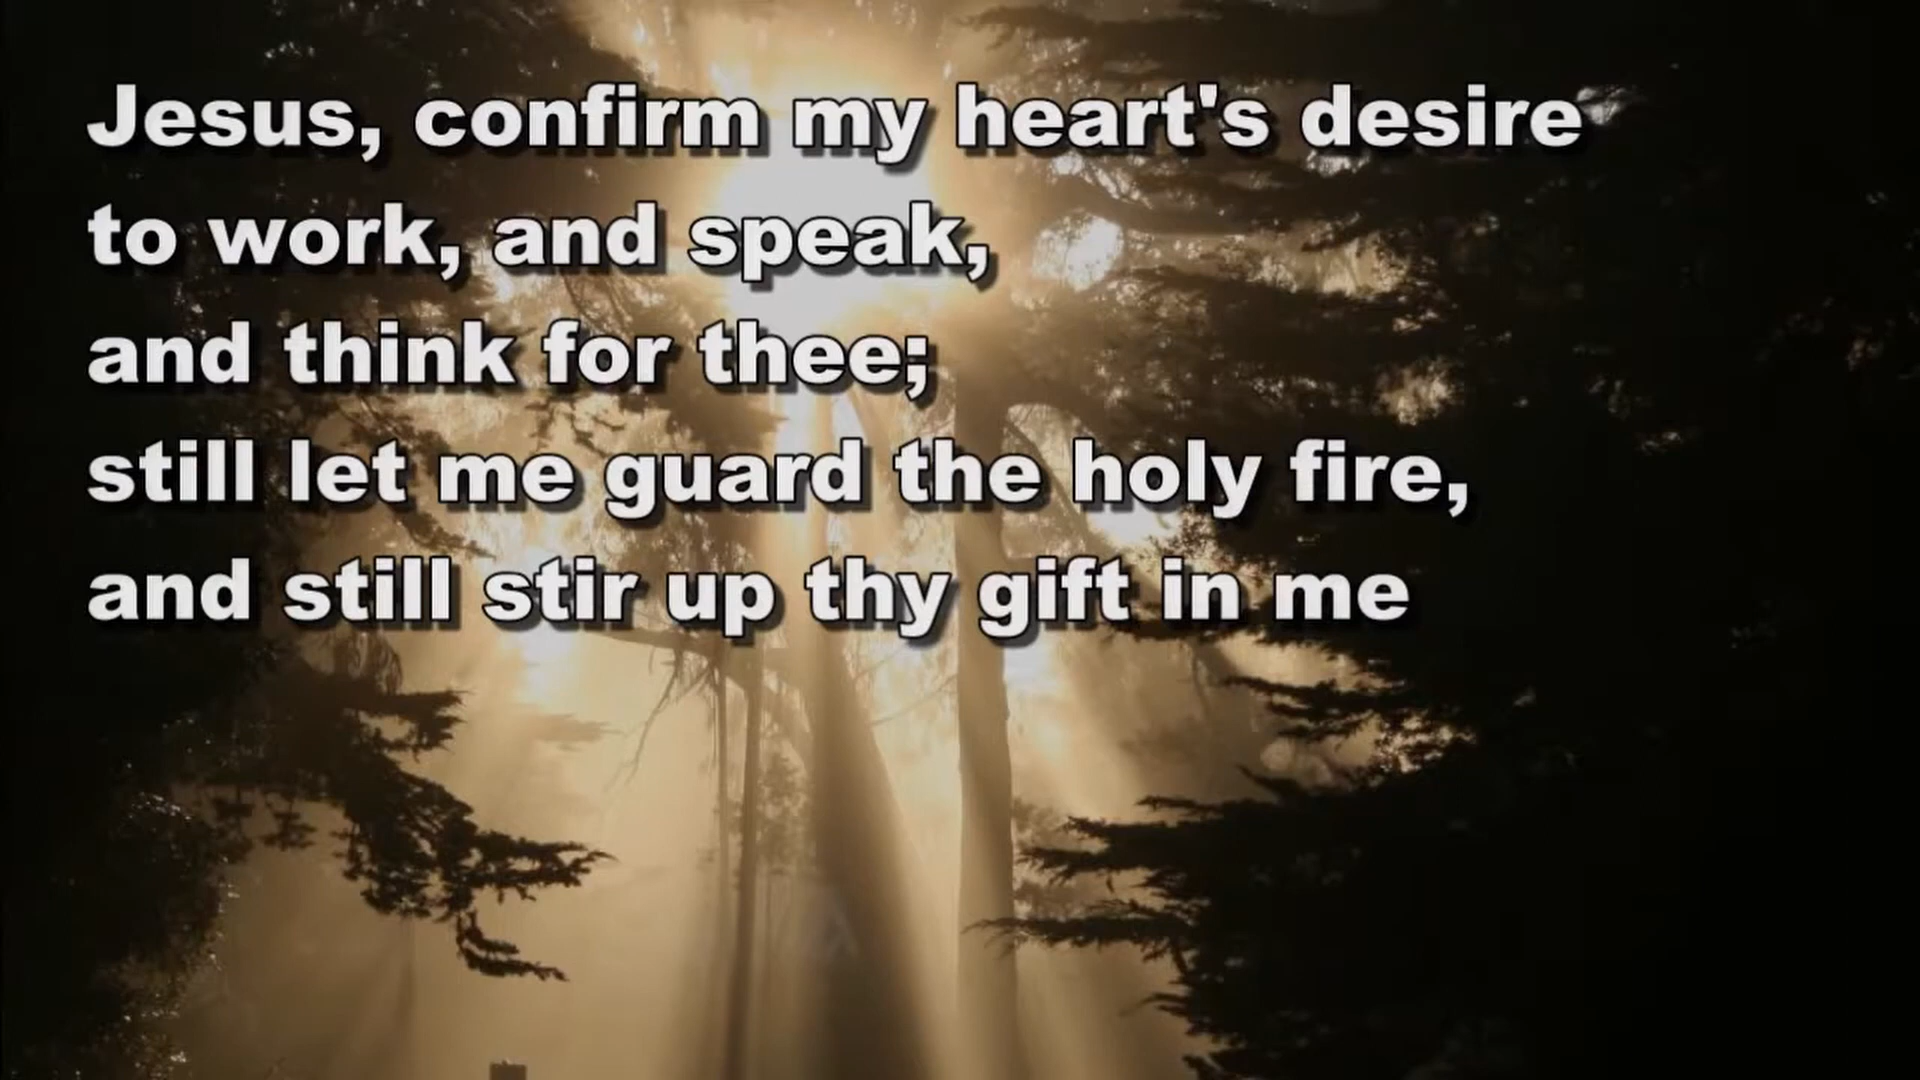 Jesus, confirm my heart's desire
to work, and speak,
and think for thee;
still let me guard the holy fire,
and still stir up thy gift in me